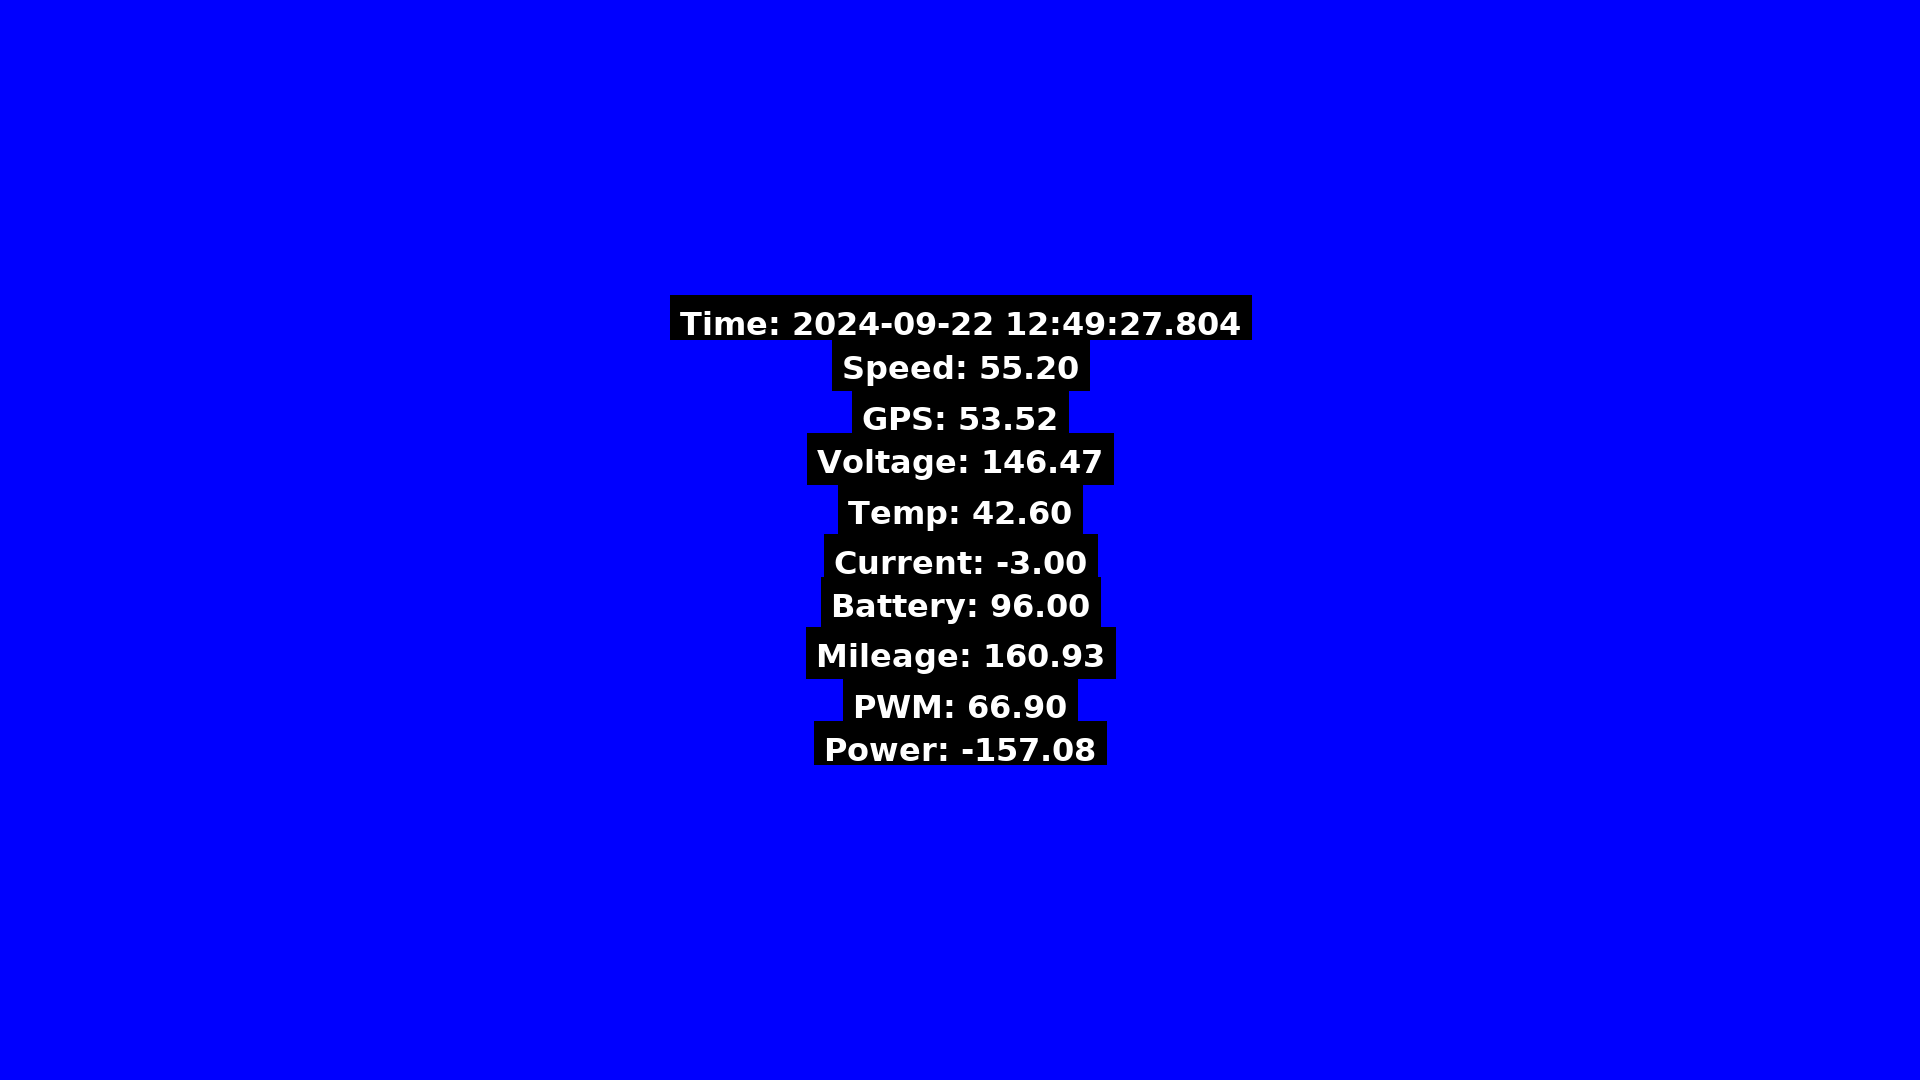 Time: 2024-09-22 12:49:27.804
Speed: 55.20
GPS: 53.52
Voltage: 146.47
Temp: 42.60
Current: -3.00
Battery: 96.00
Mileage: 160.93
PWM: 66.90
Power: -157.08